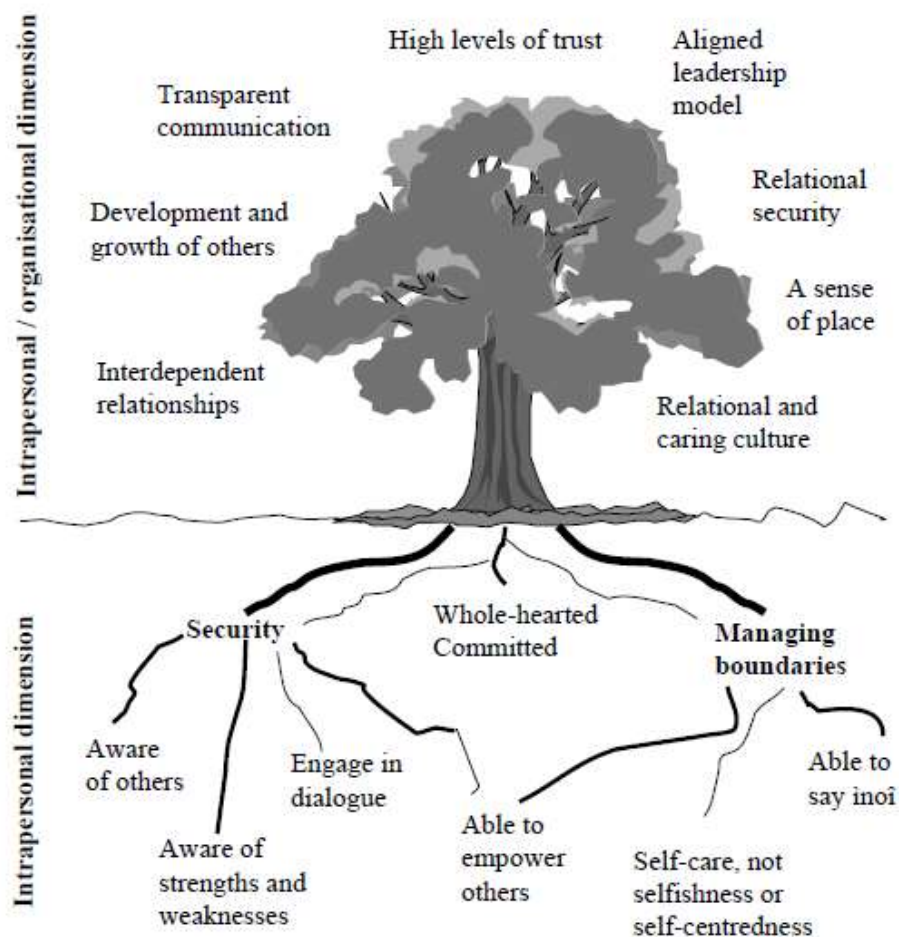 Intrapersonal / organisational dimension
High levels of trust
Aligned
leadership
model
Transparent
communication
Relational
security
Development and
growth of others
A sense
of place
Interdependent
relationships
Relational and
caring culture
Intrapersonal dimension
Security
Whole-hearted
Committed
Managing
boundaries
Aware
of others
Engage in
dialogue
Able to
say inoî
Aware of
strengths and
weaknesses
Able to
empower
others
Self-care, not
selfishness or
self-centredness